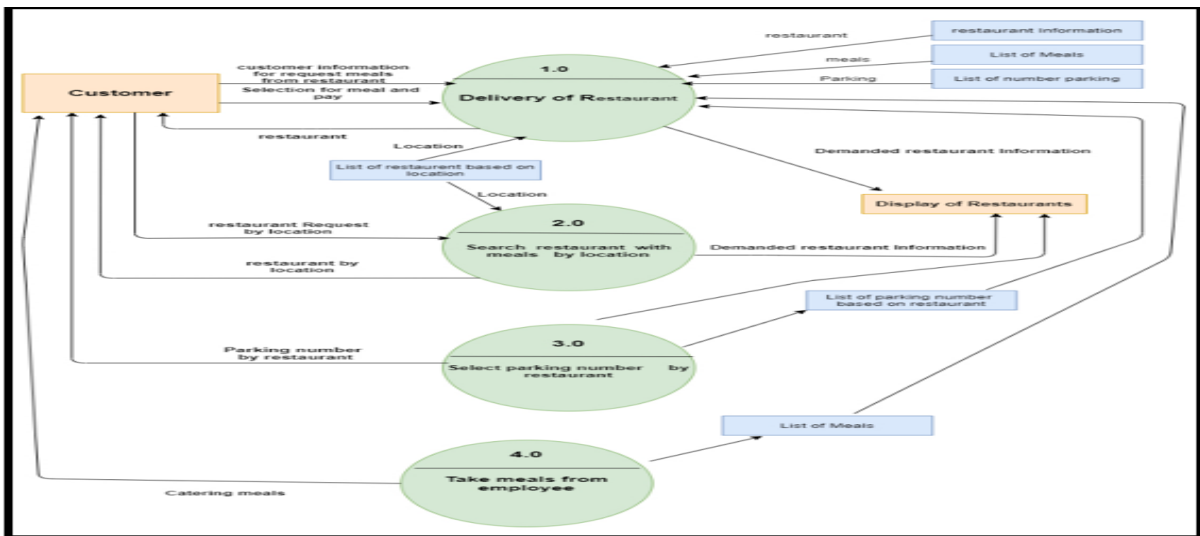 restaurant
restaurant Information
customer information
for request meals
from restaurant
Selection for meal and
pay
Customer
1.0
Delivery of Restaurant
meals
List of Meals
Parking
List of number parking
restaurant
Location
List of restaurent based on
location
Location
Demanded restaurant Information
Display of Restaurants
restaurant Request
by location
2.0
Search restaurant with
meals by location
Demanded restaurant Information
restaurant by
location
List of parking number
based on restaurant
Parking number
by restaurant
3.0
Select parking number by
restaurant
List of Meals
4.0
Take meals from
employee
Catering meals